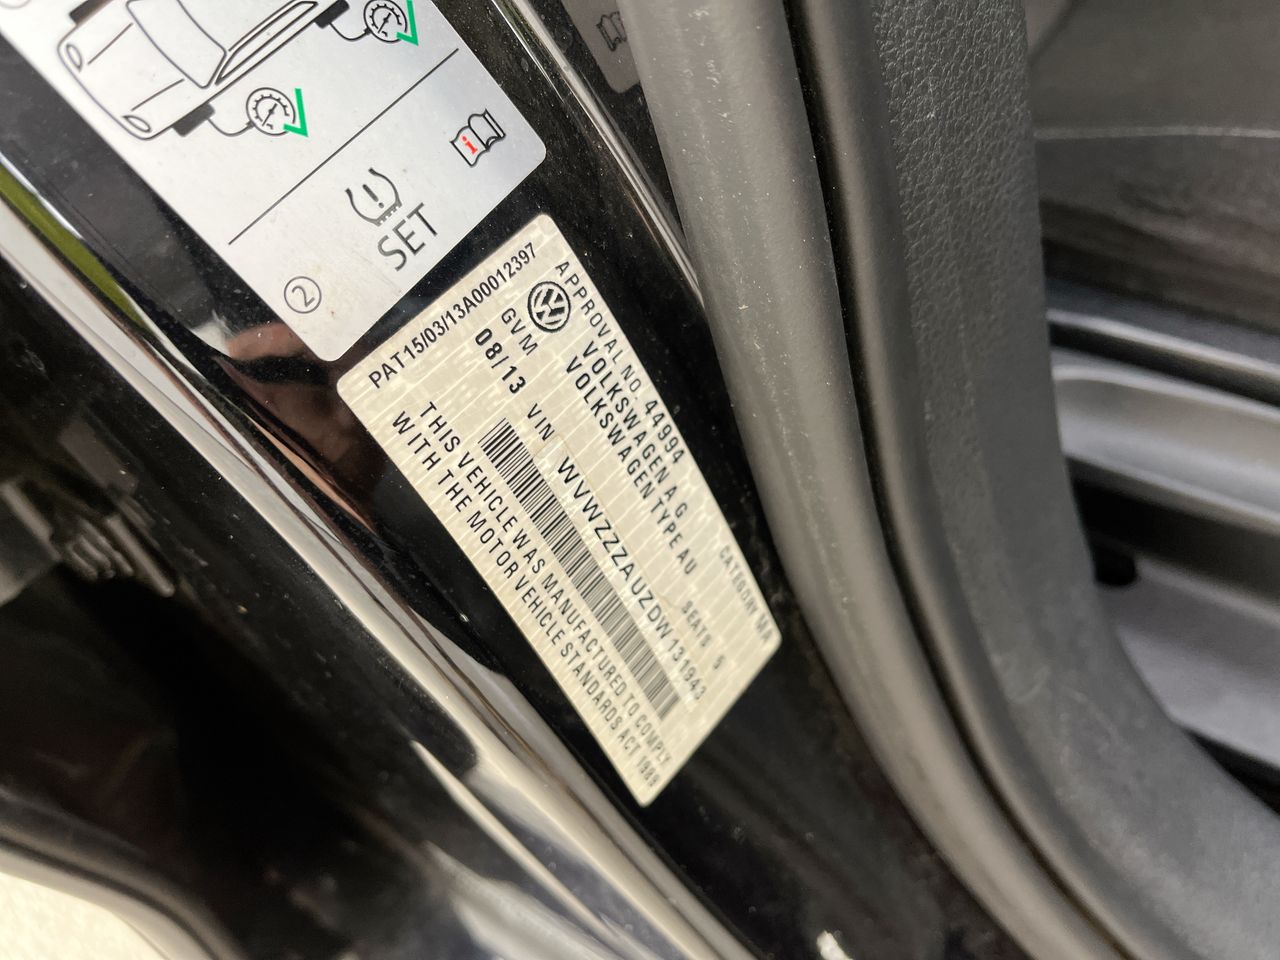 i
SET
2
PAT15/03/13A00012397
APPROVAL NO. 44994 CATEGORY MA
VOLKSWAGEN A G
GVM VOLKSWAGEN TYPE AU SEATS 5
08/13 VIN WVWZZZAUZDW131943
THIS VEHICLE WAS MANUFACTURED TO COMPLY
WITH THE MOTOR VEHICLE STANDARDS ACT 1989